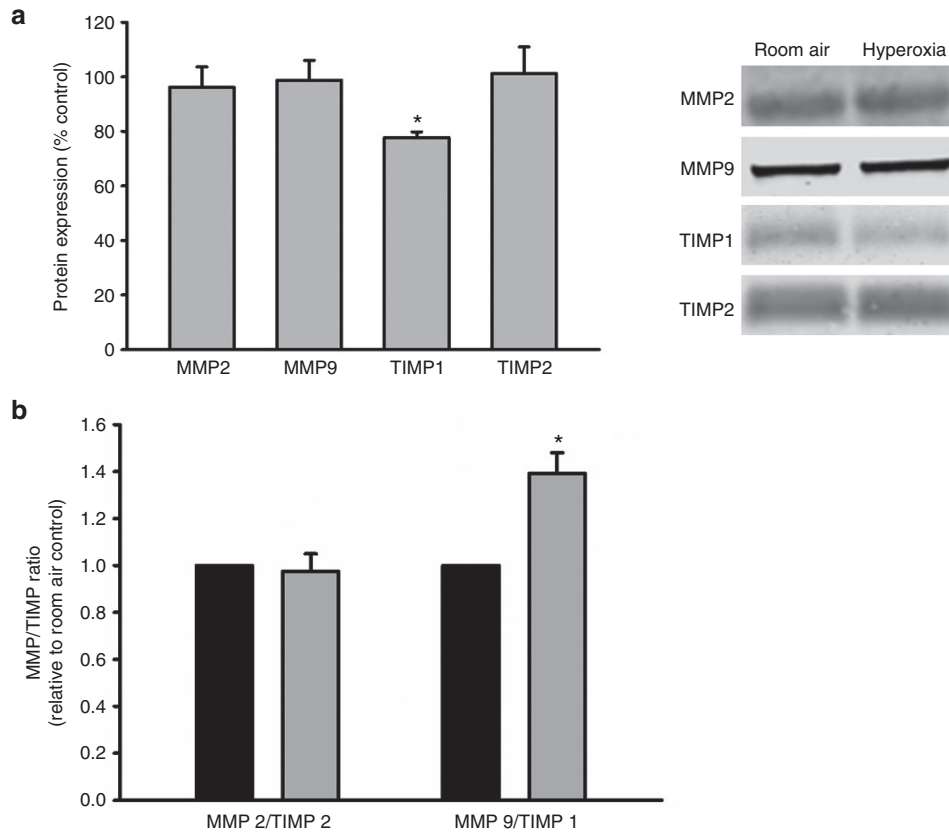 a
Protein expression (% control)
120
100
80
60
40
20
0
*
MMP2 MMP9 TIMP1 TIMP2
Room air Hyperoxia
MMP2
MMP9
TIMP1
TIMP2
b
MMP/TIMP ratio
(relative to room air control)
1.6
1.4
1.2
1.0
0.8
0.6
0.4
0.2
0.0
*
MMP 2/TIMP 2 MMP 9/TIMP 1